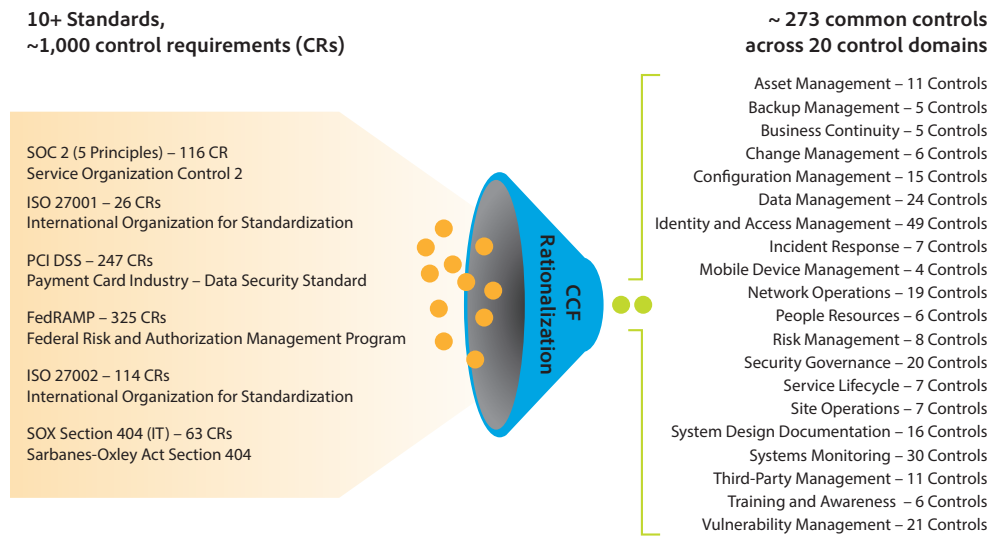 10+ Standards,
~1,000 control requirements (CRs)
SOC 2 (5 Principles) – 116 CR
Service Organization Control 2
ISO 27001 – 26 CRs
International Organization for Standardization
PCI DSS – 247 CRs
Payment Card Industry – Data Security Standard
FedRAMP – 325 CRs
Federal Risk and Authorization Management Program
ISO 27002 – 114 CRs
International Organization for Standardization
SOX Section 404 (IT) – 63 CRs
Sarbanes-Oxley Act Section 404
CCF
Rationalization
~ 273 common controls
across 20 control domains
Asset Management – 11 Controls
Backup Management – 5 Controls
Business Continuity – 5 Controls
Change Management – 6 Controls
Configuration Management – 15 Controls
Data Management – 24 Controls
Identity and Access Management – 49 Controls
Incident Response – 7 Controls
Mobile Device Management – 4 Controls
Network Operations – 19 Controls
People Resources – 6 Controls
Risk Management – 8 Controls
Security Governance – 20 Controls
Service Lifecycle – 7 Controls
Site Operations – 7 Controls
System Design Documentation – 16 Controls
Systems Monitoring – 30 Controls
Third-Party Management – 11 Controls
Training and Awareness – 6 Controls
Vulnerability Management – 21 Controls